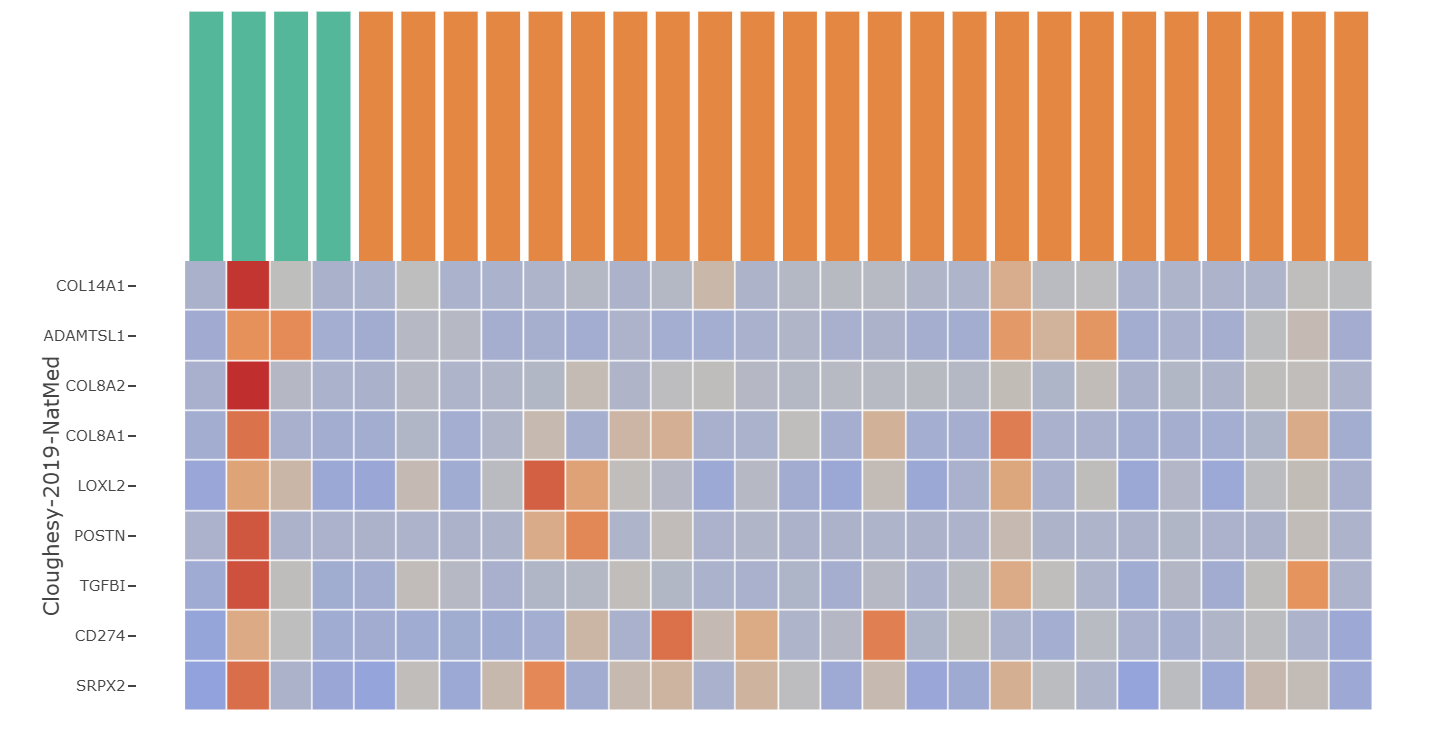 Cloughesy-2019-NatMed
COL14A1
ADAMTSL1
COL8A2
COL8A1
LOXL2
POSTN
TGFBI
CD274
SRPX2